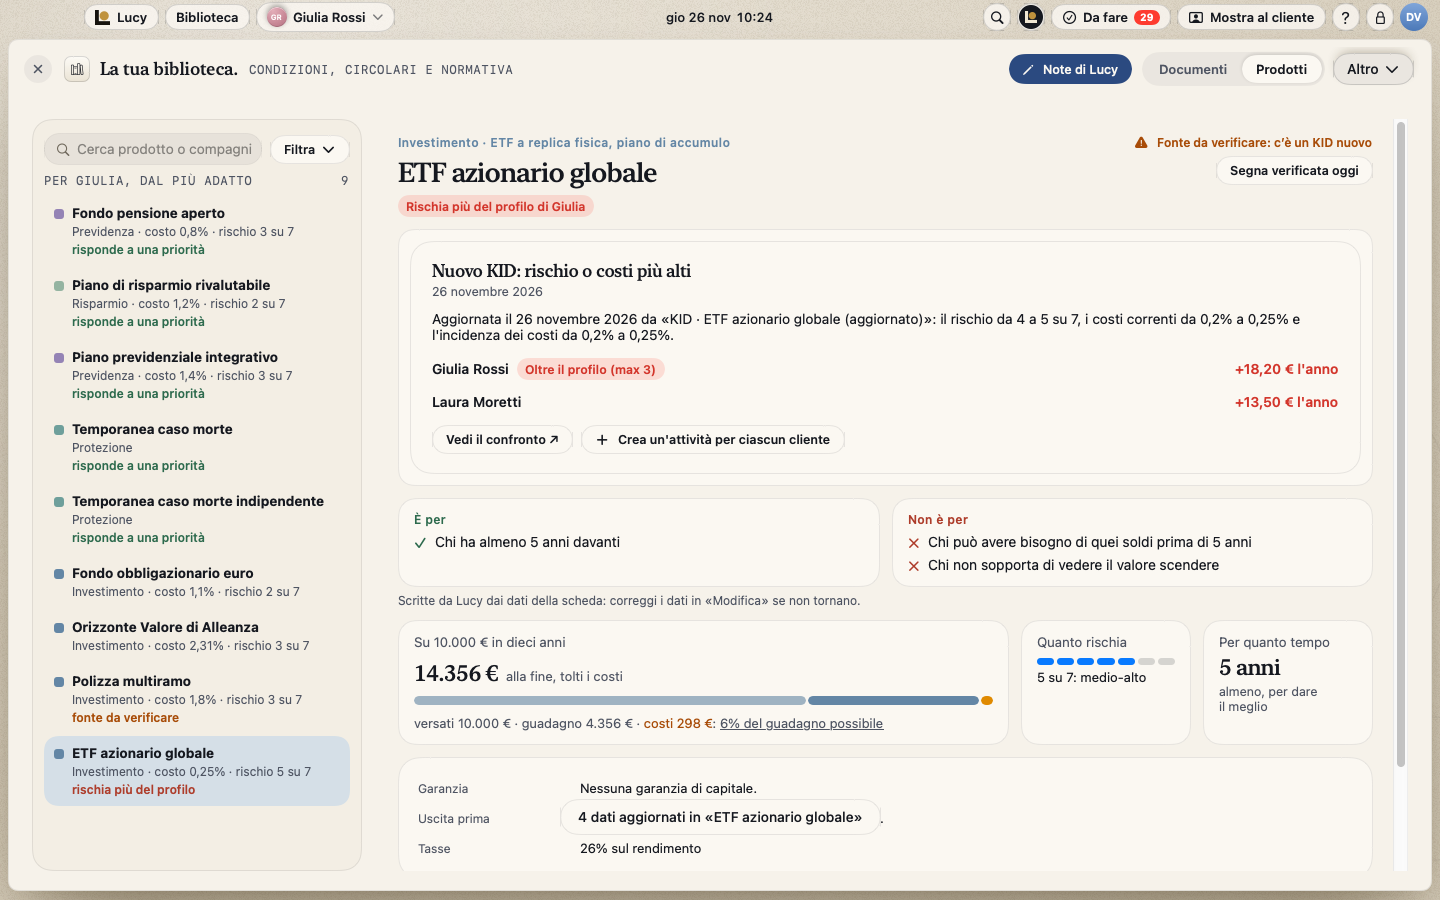 Lucy
Biblioteca
GR Giulia Rossi
gio 26 nov 10:24
Da fare 29
Mostra al cliente
?
DV
La tua biblioteca. CONDIZIONI, CIRCOLARI E NORMATIVA
Note di Lucy
Documenti
Prodotti
Altro
Cerca prodotto o compagni
Filtra
PER GIULIA, DAL PIÙ ADATTO 9
Fondo pensione aperto
Previdenza · costo 0,8% · rischio 3 su 7
risponde a una priorità
Piano di risparmio rivalutabile
Risparmio · costo 1,2% · rischio 2 su 7
risponde a una priorità
Piano previdenziale integrativo
Previdenza · costo 1,4% · rischio 3 su 7
risponde a una priorità
Temporanea caso morte
Protezione
risponde a una priorità
Temporanea caso morte indipendente
Protezione
risponde a una priorità
Fondo obbligazionario euro
Investimento · costo 1,1% · rischio 2 su 7
Orizzonte Valore di Alleanza
Investimento · costo 2,31% · rischio 3 su 7
Polizza multiramo
Investimento · costo 1,8% · rischio 3 su 7
fonte da verificare
ETF azionario globale
Investimento · costo 0,25% · rischio 5 su 7
rischia più del profilo
Investimento · ETF a replica fisica, piano di accumulo
ETF azionario globale
Rischia più del profilo di Giulia
Fonte da verificare: c'è un KID nuovo
Segna verificata oggi
Nuovo KID: rischio o costi più alti
26 novembre 2026
Aggiornata il 26 novembre 2026 da «KID · ETF azionario globale (aggiornato)»: il rischio da 4 a 5 su 7, i costi correnti da 0,2% a 0,25% e
l'incidenza dei costi da 0,2% a 0,25%.
Giulia Rossi Oltre il profilo (max 3) +18,20 € l'anno
Laura Moretti +13,50 € l'anno
Vedi il confronto ↗
+ Crea un'attività per ciascun cliente
È per
Chi ha almeno 5 anni davanti
Non è per
Chi può avere bisogno di quei soldi prima di 5 anni
Chi non sopporta di vedere il valore scendere
Scritte da Lucy dai dati della scheda: correggi i dati in «Modifica» se non tornano.
Su 10.000 € in dieci anni
14.356 € alla fine, tolti i costi
versati 10.000 € · guadagno 4.356 € · costi 298 €: 6% del guadagno possibile
Quanto rischia
5 su 7: medio-alto
Per quanto tempo
5 anni
almeno, per dare
il meglio
Garanzia Nessuna garanzia di capitale.
Uscita prima
4 dati aggiornati in «ETF azionario globale»
.
Tasse 26% sul rendimento